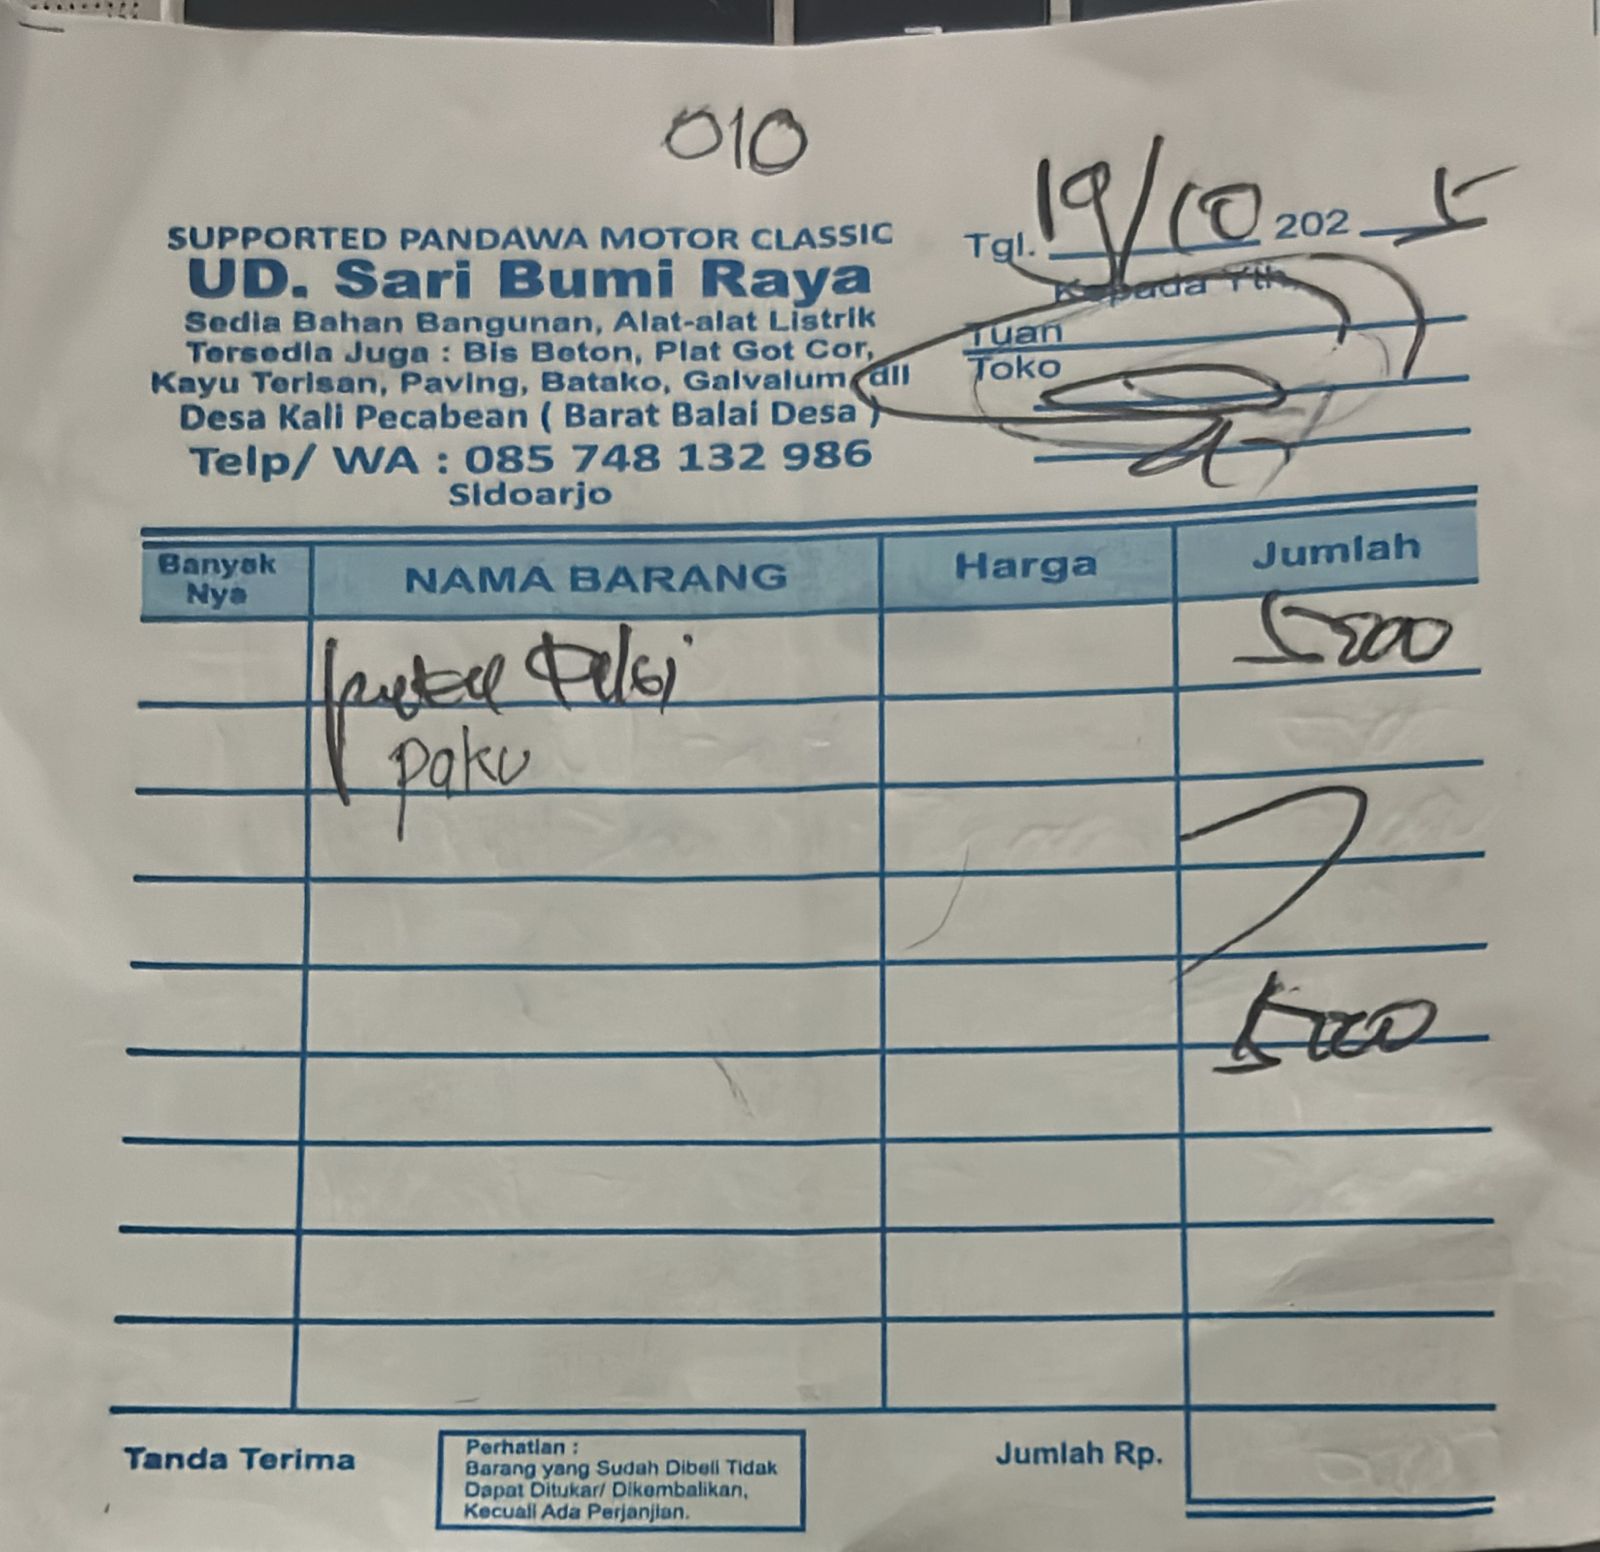 010
SUPPORTED PANDAWA MOTOR CLASSIC
UD. Sari Bumi Raya
Sedia Bahan Bangunan, Alat-alat Listrik
Tersedia Juga : Bis Beton, Plat Got Cor,
Kayu Terisan, Paving, Batako, Galvalum, dll
Desa Kali Pecabean ( Barat Balai Desa )
Telp/ WA : 085 748 132 986
Sidoarjo
Tgl. 19/10 2025
Kepada Yth.
Tuan
Toko
Banyak Nya NAMA BARANG Harga Jumlah
5000
paku
5000
Tanda Terima
Perhatian :
Barang yang Sudah Dibeli Tidak
Dapat Ditukar/ Dikembalikan,
Kecuali Ada Perjanjian.
Jumlah Rp.